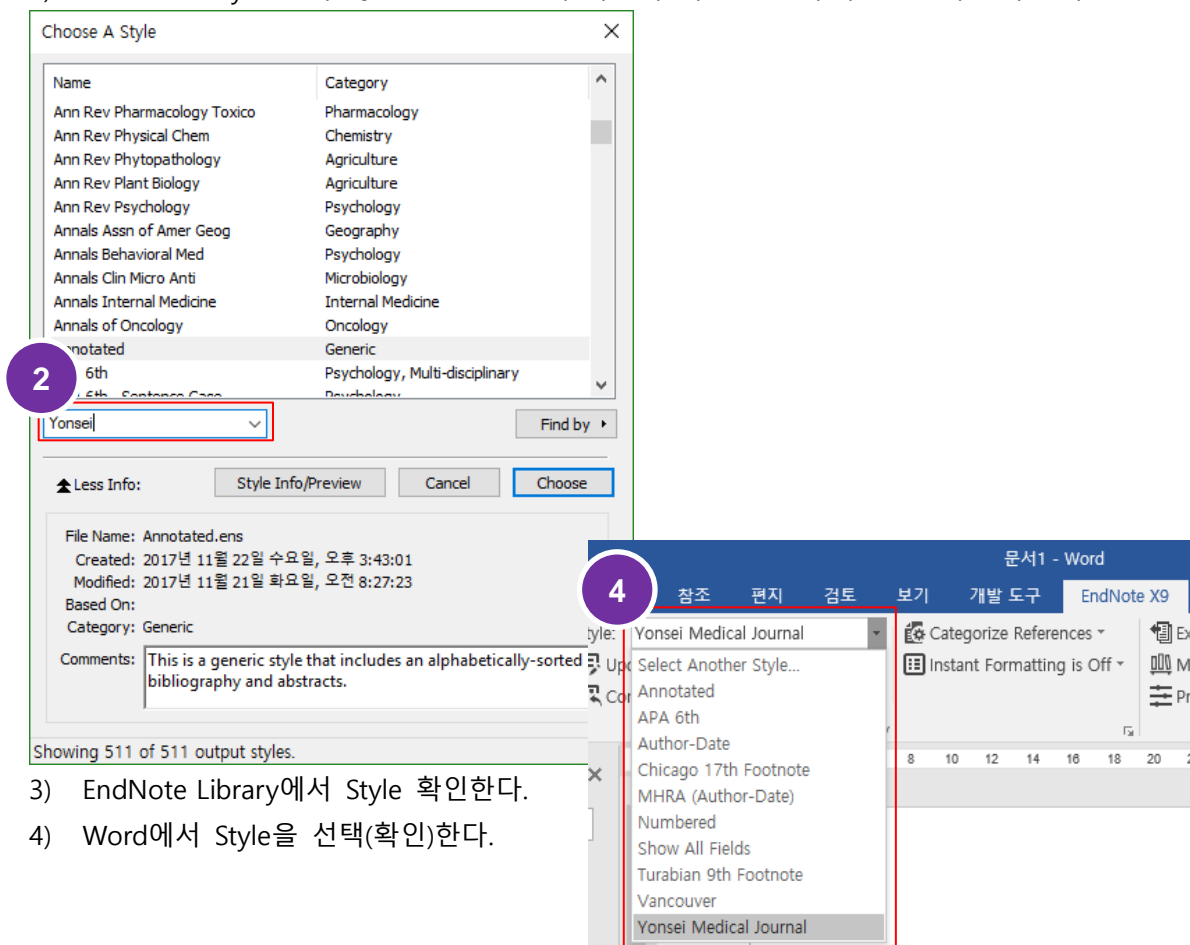 Choose A Style
Name Category
Ann Rev Pharmacology Toxico Pharmacology
Ann Rev Physical Chem Chemistry
Ann Rev Phytopathology Agriculture
Ann Rev Plant Biology Agriculture
Ann Rev Psychology Psychology
Annals Assn of Amer Geog Geography
Annals Behavioral Med Psychology
Annals Clin Micro Anti Microbiology
Annals Internal Medicine Internal Medicine
Annals of Oncology Oncology
nnotated Generic
6th Psychology, Multi-disciplinary
6th - Sentence Case Psychology
2
Yonsei
Find by
Less Info: Style Info/Preview Cancel Choose
File Name: Annotated.ens
Created: 2017년 11월 22일 수요일, 오후 3:43:01
Modified: 2017년 11월 21일 화요일, 오전 8:27:23
Based On:
Category: Generic
Comments: This is a generic style that includes an alphabetically-sorted
bibliography and abstracts.
Showing 511 of 511 output styles.
3) EndNote Library에서 Style 확인한다.
4) Word에서 Style을 선택(확인)한다.
문서1 - Word
4
참조 편지 검토 보기 개발 도구 EndNote X9
tyle: Yonsei Medical Journal
Categorize References
Ex
Upd
Select Another Style...
Instant Formatting is Off
M
Cor
Annotated
Pr
APA 6th
Author-Date
8 10 12 14 16 18 20 2
Chicago 17th Footnote
MHRA (Author-Date)
Numbered
Show All Fields
Turabian 9th Footnote
Vancouver
Yonsei Medical Journal